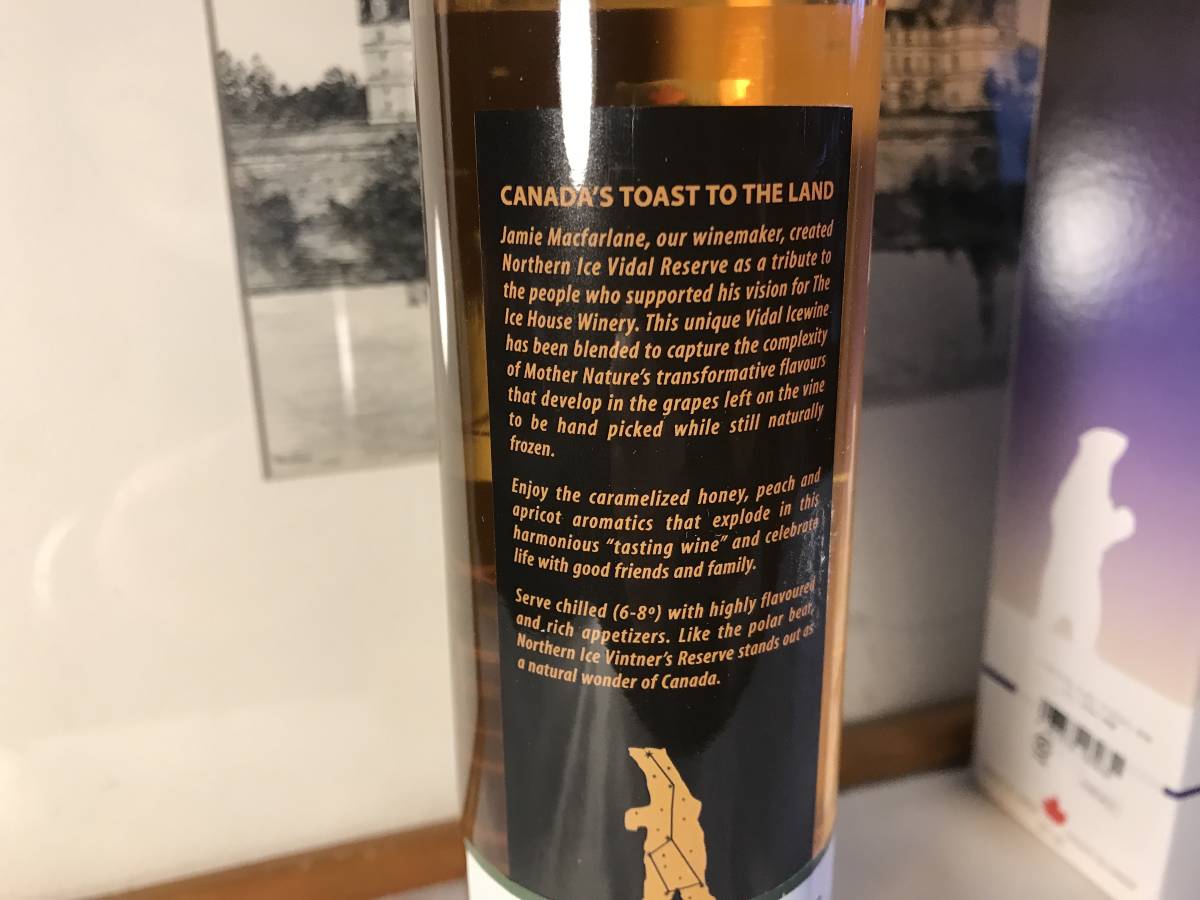 CANADA'S TOAST TO THE LAND
Jamie Macfarlane, our winemaker, created
Northern Ice Vidal Reserve as a tribute to
the people who supported his vision for The
Ice House Winery. This unique Vidal Icewine
has been blended to capture the complexity
of Mother Nature's transformative flavours
that develop in the grapes left on the vine
to be hand picked while still naturally
frozen.
Enjoy the caramelized honey, peach and
apricot aromatics that explode in this
harmonious "tasting wine" and celebrate
life with good friends and family.
Serve chilled (6-8º) with highly flavoured
and rich appetizers. Like the polar bear,
Northern Ice Vintner's Reserve stands out as
a natural wonder of Canada.